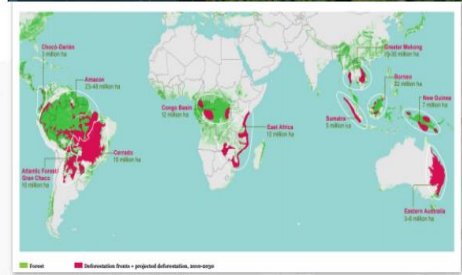 Chocó-Darién
3 million ha
Amazon
23-48 million ha
Cerrado
15 million ha
Atlantic Forest/
Gran Chaco
10 million ha
Congo Basin
12 million ha
East Africa
12 million ha
Greater Mekong
15-30 million ha
Borneo
22 million ha
New Guinea
7 million ha
Sumatra
5 million ha
Eastern Australia
3-6 million ha
Forest
Deforestation fronts + projected deforestation, 2010-2030